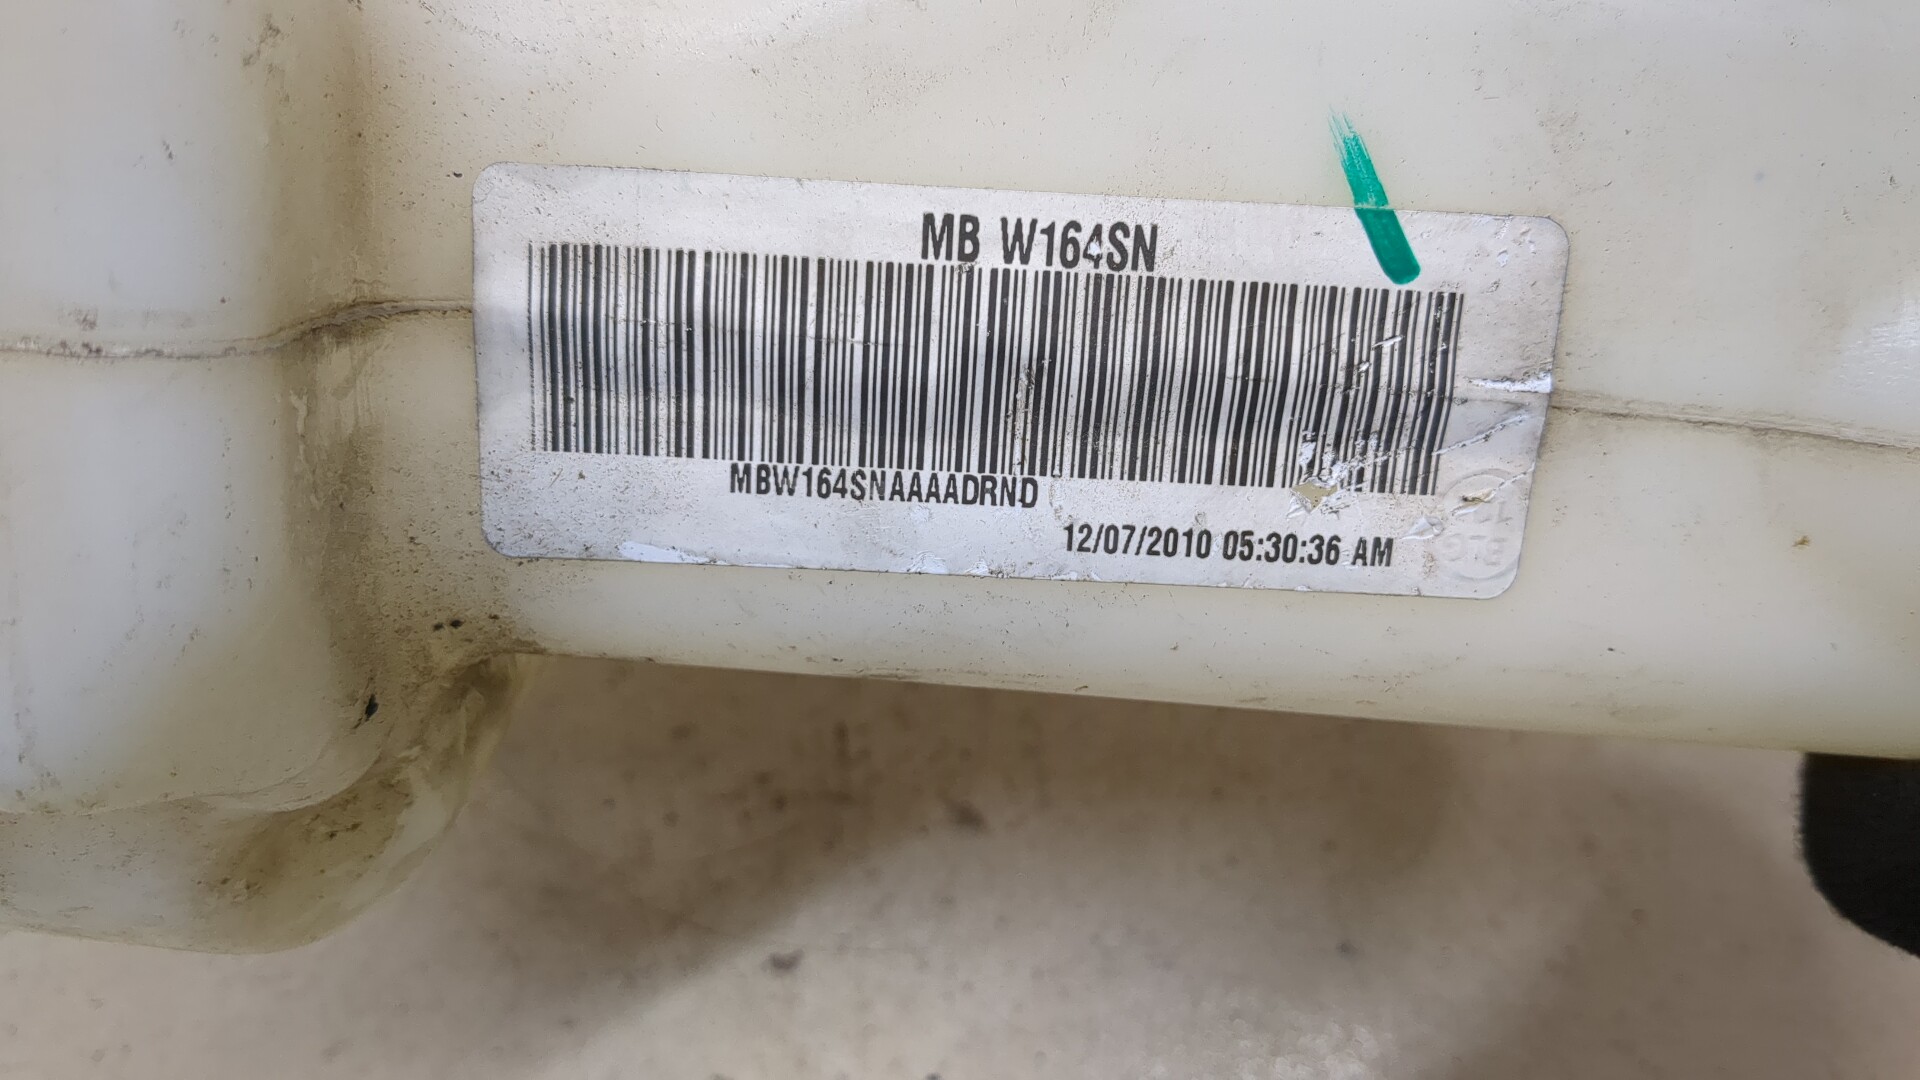 MB W164SN
MBW164SNAAAADRND
12/07/2010 05:30:36 AM